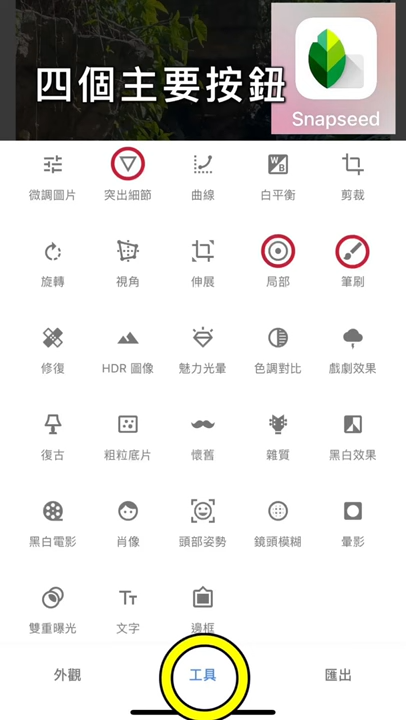 四個主要按鈕
Snapseed
微調圖片 突出細節 曲線 白平衡 剪裁
旋轉 視角 伸展 局部 筆刷
修復 HDR 圖像 魅力光暈 色調對比 戲劇效果
復古 粗粒底片 懷舊 雜質 黑白效果
黑白電影 肖像 頭部姿勢 鏡頭模糊 暈影
雙重曝光 文字 邊框
外觀 工具 匯出